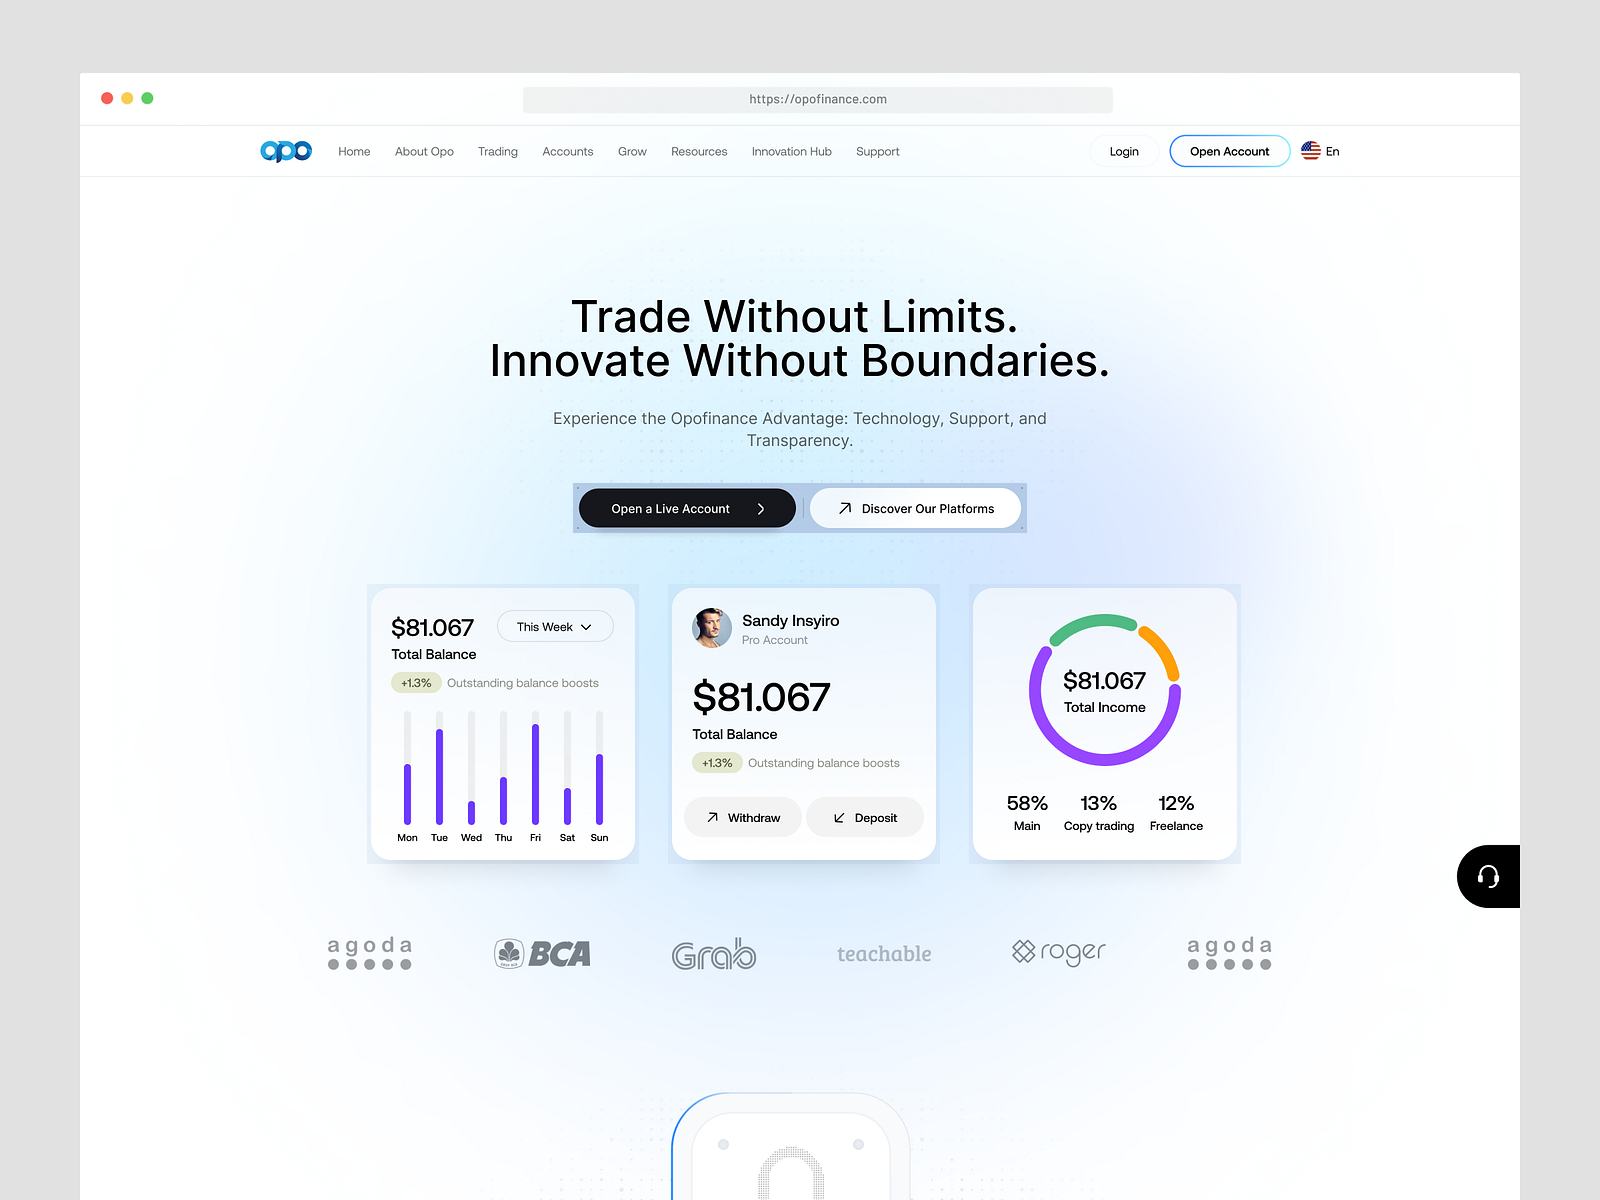 https://opofinance.com
opo
Home
About Opo
Trading
Accounts
Grow
Resources
Innovation Hub
Support
Login
Open Account
En
Trade Without Limits.
Innovate Without Boundaries.
Experience the Opofinance Advantage: Technology, Support, and
Transparency.
Open a Live Account
Discover Our Platforms
$81.067
This Week
Total Balance
+1.3%
Outstanding balance boosts
Mon Tue Wed Thu Fri Sat Sun
Sandy Insyiro
Pro Account
$81.067
Total Balance
+1.3%
Outstanding balance boosts
Withdraw
Deposit
$81.067
Total Income
58% 13% 12%
Main Copy trading Freelance
agoda
BCA
Grab
teachable
roger
agoda